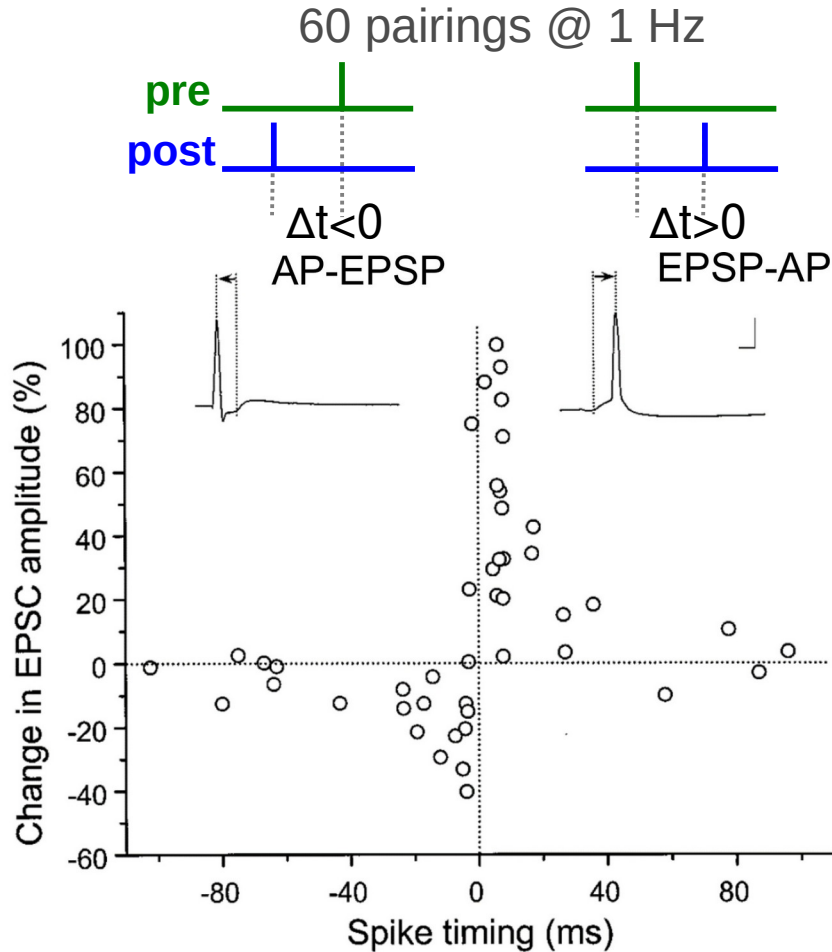 60 pairings @ 1 Hz
pre
post
Δt<0
AP-EPSP
Δt>0
EPSP-AP
Change in EPSC amplitude (%)
100
80
60
40
20
0
-20
-40
-60
-80
-40
0
40
80
Spike timing (ms)